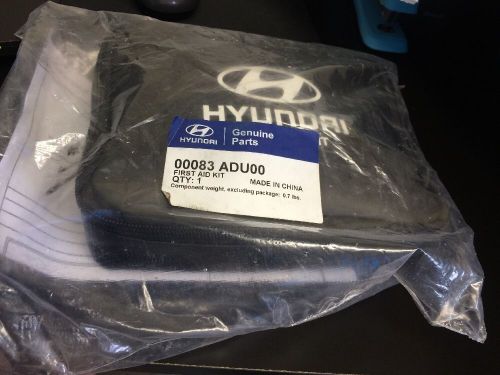 HYUNDAI
HYUNDAI
Genuine
Parts
00083 ADU00
FIRST AID KIT
QTY: 1
MADE IN CHINA
Component weight, excluding package: 0.7 lbs.